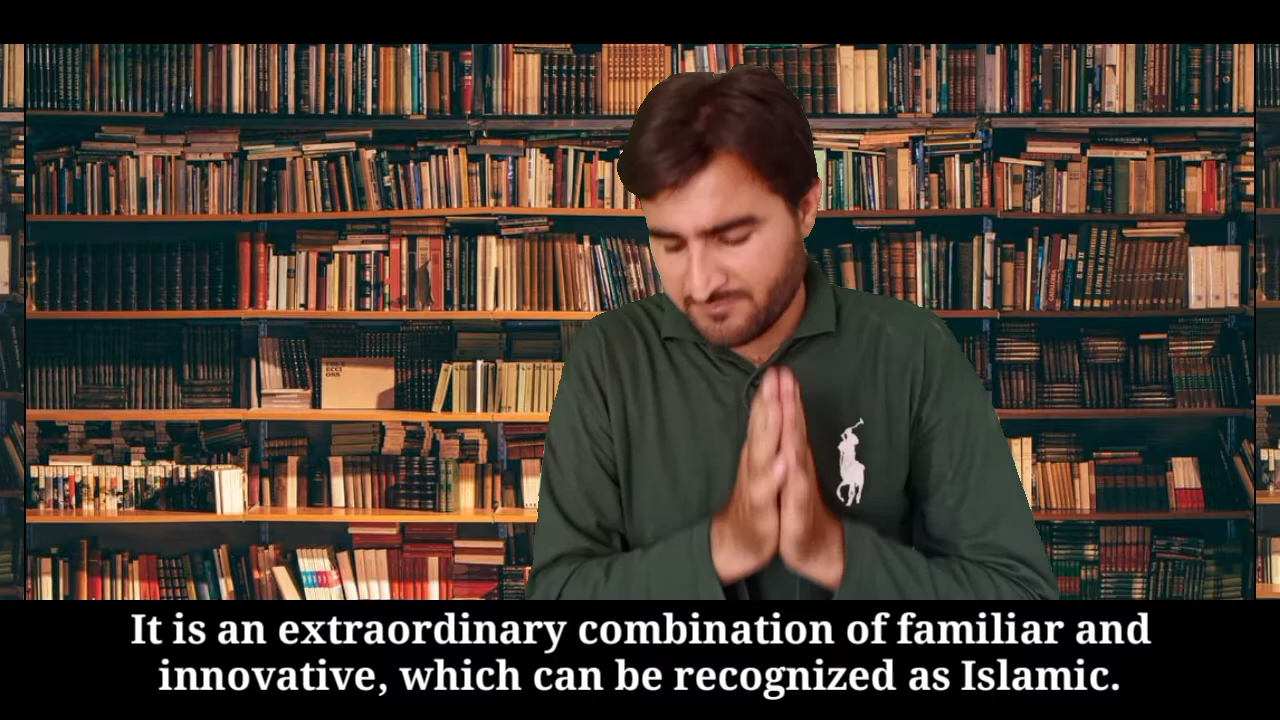 It is an extraordinary combination of familiar and
innovative, which can be recognized as Islamic.